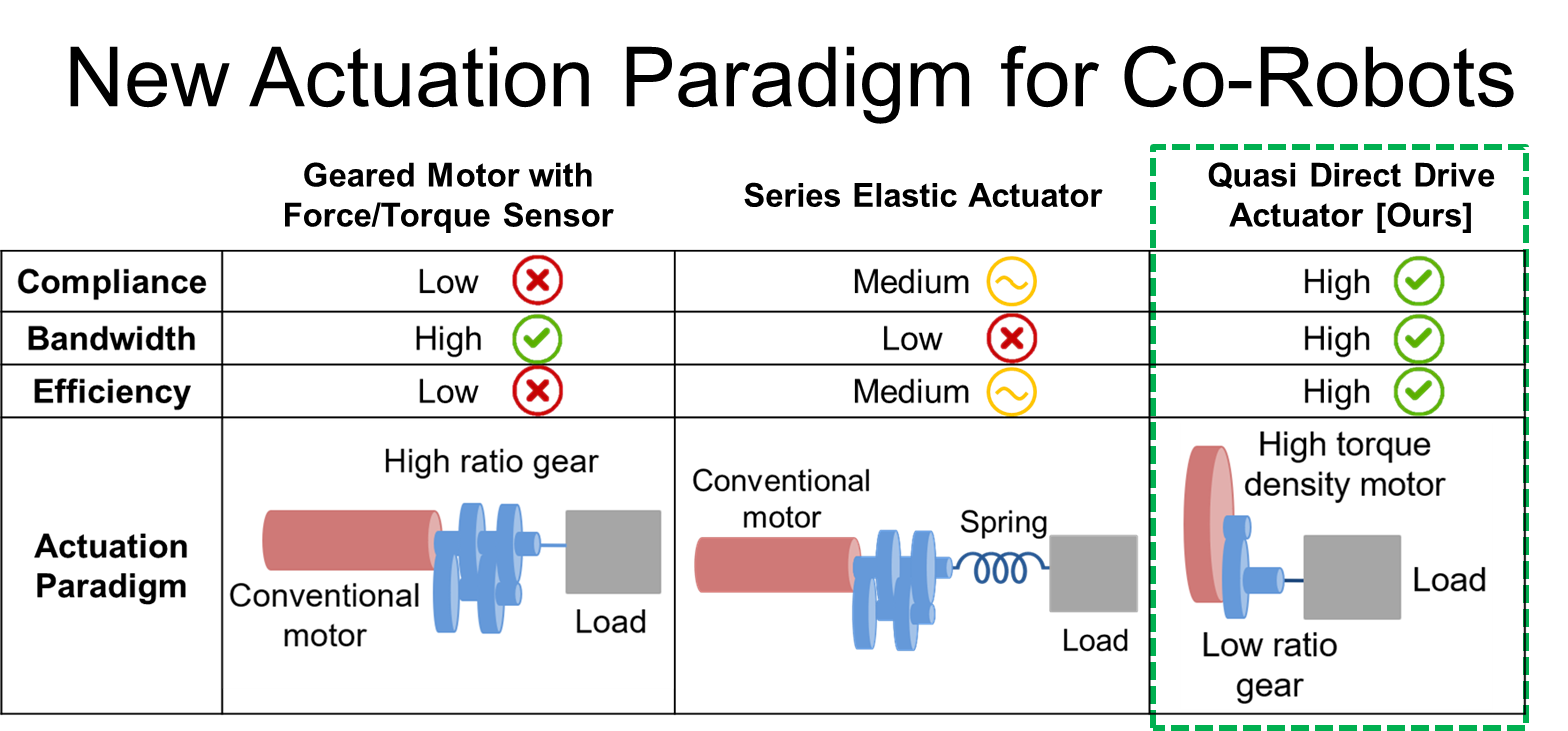 New Actuation Paradigm for Co-Robots
Geared Motor with
Force/Torque Sensor
Series Elastic Actuator
Quasi Direct Drive
Actuator [Ours]
Compliance
Low
Medium
High
Bandwidth
High
Low
High
Efficiency
Low
Medium
High
Actuation
Paradigm
High ratio gear
Conventional
motor
Load
Conventional
motor
Spring
Load
High torque
density motor
Load
Low ratio
gear